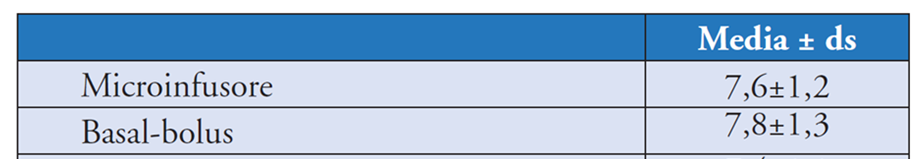 Media ± ds
Microinfusore 7,6±1,2
Basal-bolus 7,8±1,3